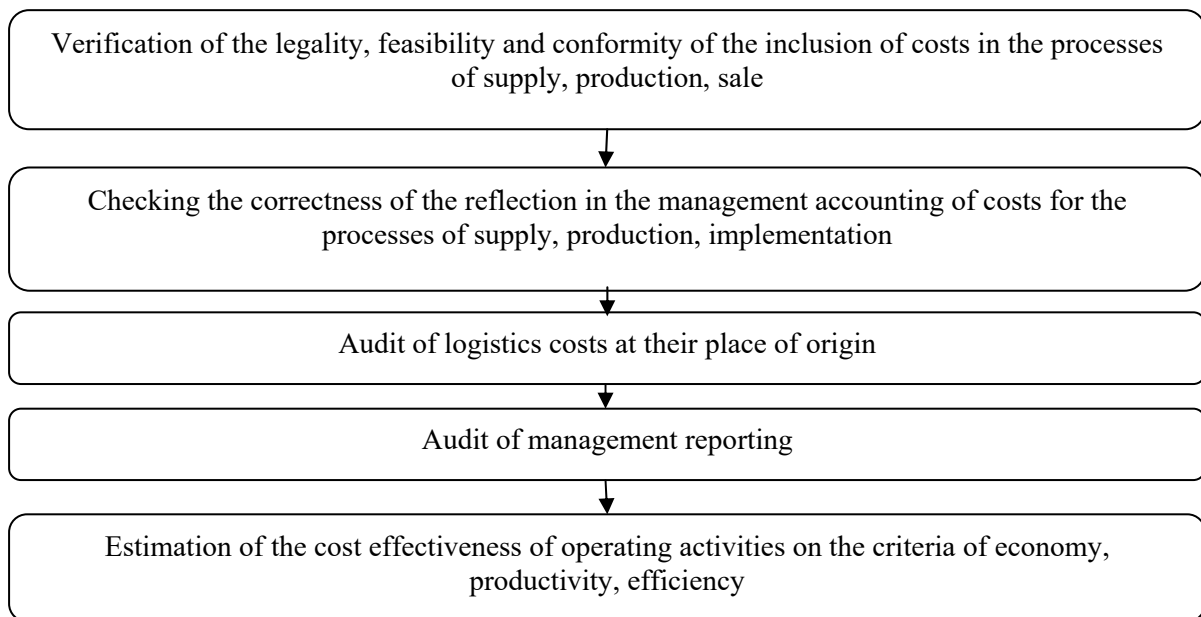 Verification of the legality, feasibility and conformity of the inclusion of costs in the processes
of supply, production, sale
Checking the correctness of the reflection in the management accounting of costs for the
processes of supply, production, implementation
Audit of logistics costs at their place of origin
Audit of management reporting
Estimation of the cost effectiveness of operating activities on the criteria of economy,
productivity, efficiency